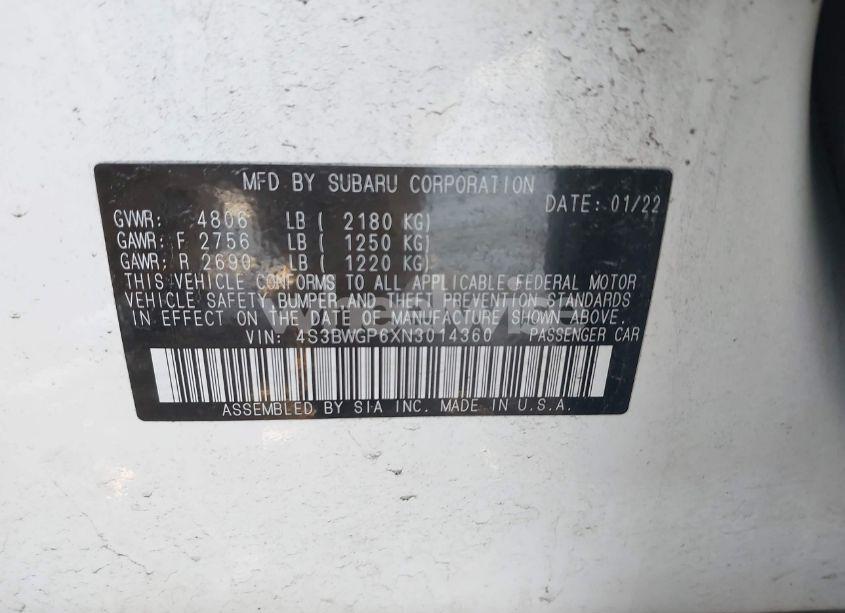 MFD BY SUBARU CORPORATION
DATE: 01/22
GVWR: 4806 LB ( 2180 KG)
GAWR: F 2756 LB ( 1250 KG)
GAWR: R 2690 LB ( 1220 KG)
THIS VEHICLE CONFORMS TO ALL APPLICABLE FEDERAL MOTOR
VEHICLE SAFETY BUMPER AND THEFT PREVENTION STANDARDS
IN EFFECT ON THE DATE OF MANUFACTURE SHOWN ABOVE.
VIN: 4S3BWGP6XN3014360 PASSENGER CAR
ASSEMBLED BY SIA INC. MADE IN U.S.A.